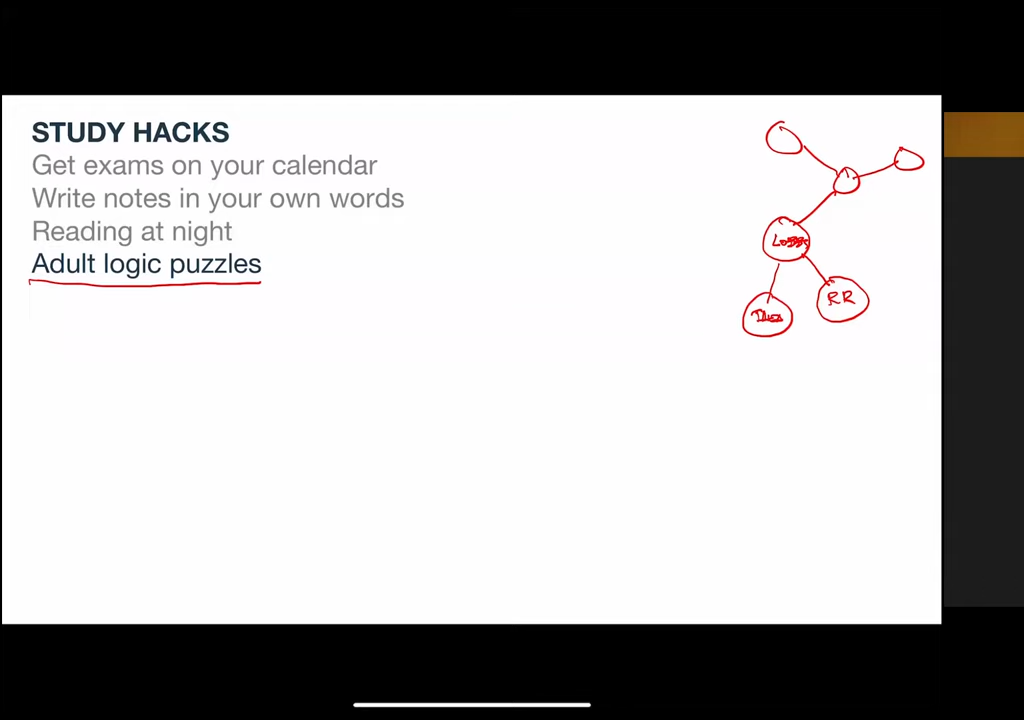 STUDY HACKS
Get exams on your calendar
Write notes in your own words
Reading at night
Adult logic puzzles
RR